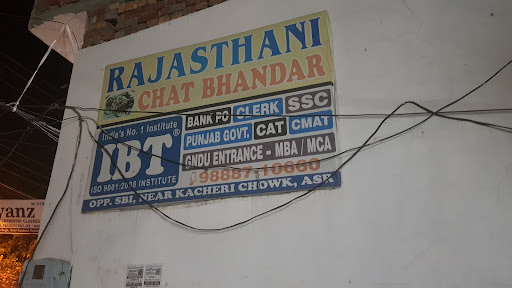 RAJASTHANI
CHAT BHANDAR
India's No. 1 Institute
IBT®
ISO 9001:2008 INSTITUTE
BANK PO CLERK SSC
PUNJAB GOVT. CAT CMAT
GNDU ENTRANCE – MBA / MCA
98887-10660
OPP. SBI, NEAR KACHERI CHOWK, ASR
yanz